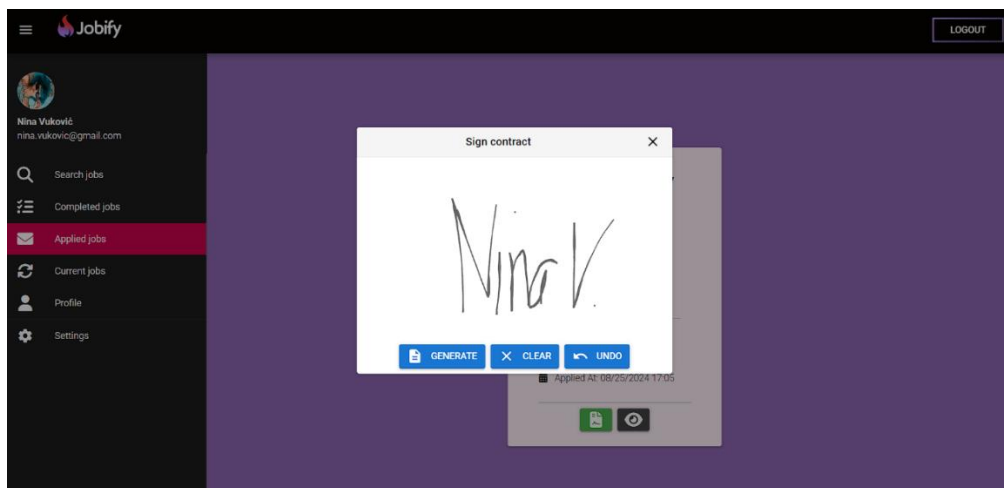 Jobify
LOGOUT
Nina Vuković
nina.vukovic@gmail.com
Search jobs
Completed jobs
Applied jobs
Current jobs
Profile
Settings
Sign contract
Nina V.
GENERATE
CLEAR
UNDO
Applied At: 08/25/2024 17:05